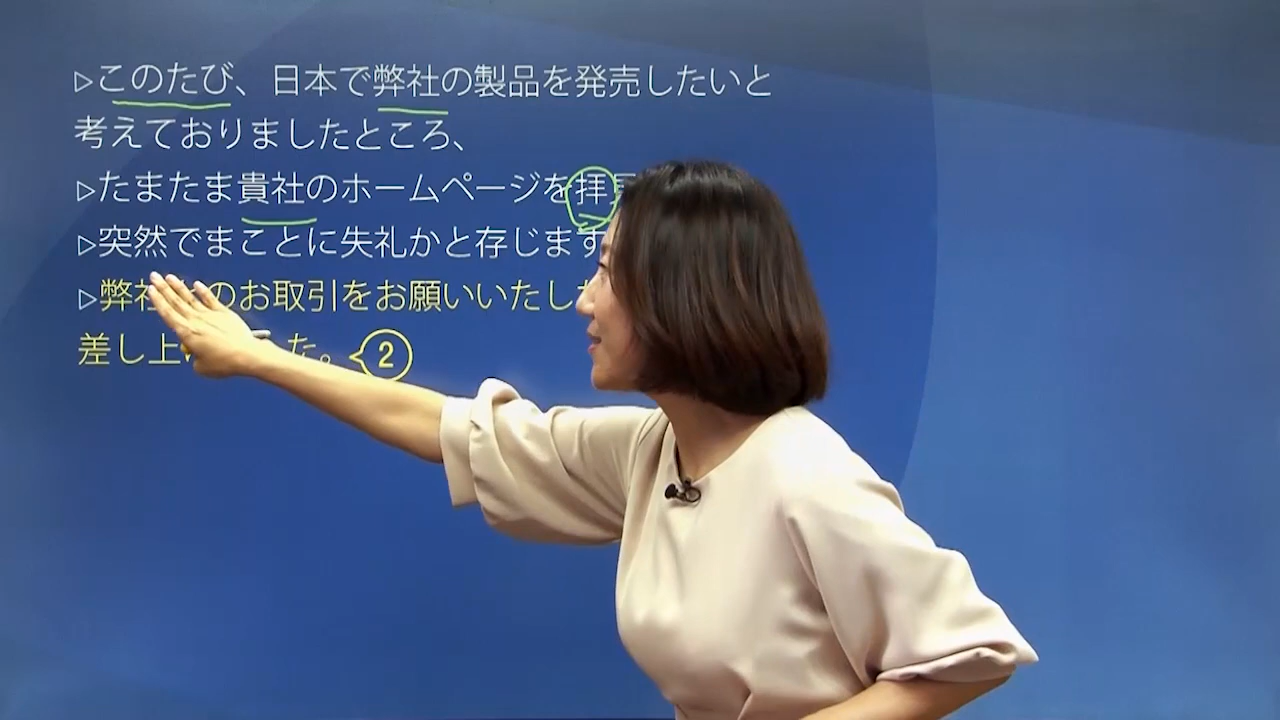 ▷このたび、日本で弊社の製品を発売したいと
考えておりましたところ、
▷たまたま貴社のホームページを拝
▷突然でまことに失礼かと存じます
▷弊社とのお取引をお願いいたし
差し上 た。 2